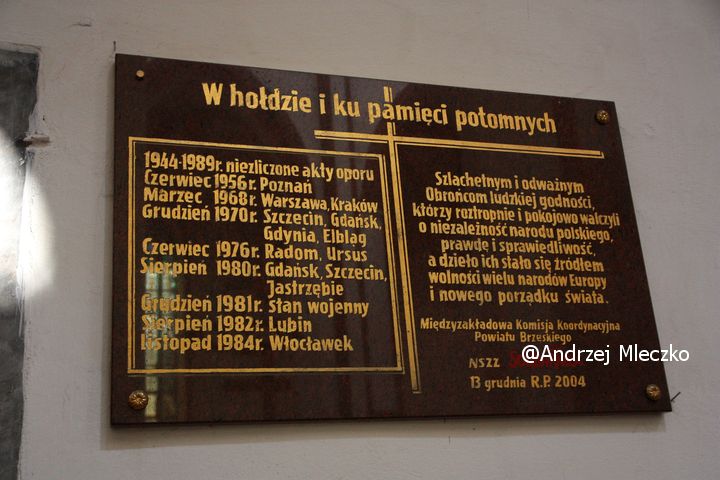 W hołdzie i ku pamięci potomnych
1944-1989r. niezliczone akty oporu
Czerwiec 1956r. Poznań
Marzec 1968r. Warszawa, Kraków
Grudzień 1970r. Szczecin, Gdańsk,
Gdynia, Elbląg
Czerwiec 1976r. Radom, Ursus
Sierpień 1980r. Gdańsk, Szczecin,
Jastrzębie
Grudzień 1981r. stan wojenny
Sierpień 1982r. Lubin
Listopad 1984r. Włocławek
Szlachetnym i odważnym
Obrońcom ludzkiej godności,
którzy roztropnie i pokojowo walczyli
o niezależność narodu polskiego,
prawdę i sprawiedliwość,
a dzieło ich stało się źródłem
wolności wielu narodów Europy
i nowego porządku świata.
Międzyzakładowa Komisja Koordynacyjna
Powiatu Brzeskiego
NSZZ
13 grudnia R.P. 2004
@Andrzej Mleczko